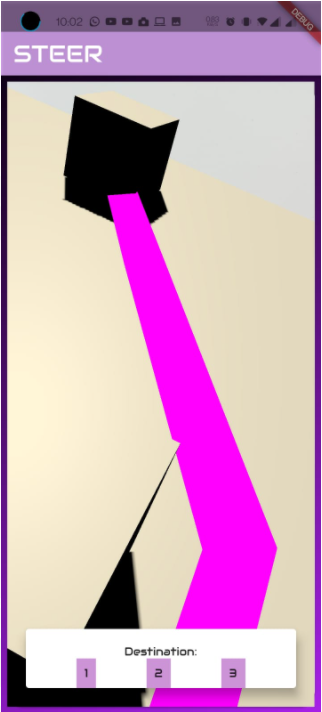 10:02
DEBUG
STEER
Destination:
1 2 3